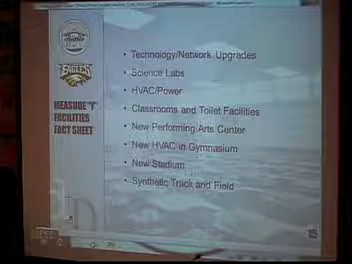 EAGLES
MEASURE "Y"
FACILITIES
FACT SHEET
• Technology/Network Upgrades
• Science Labs
• HVAC/Power
• Classrooms and Toilet Facilities
• New Performing Arts Center
• New HVAC in Gymnasium
• New Stadium
• Synthetic Track and Field